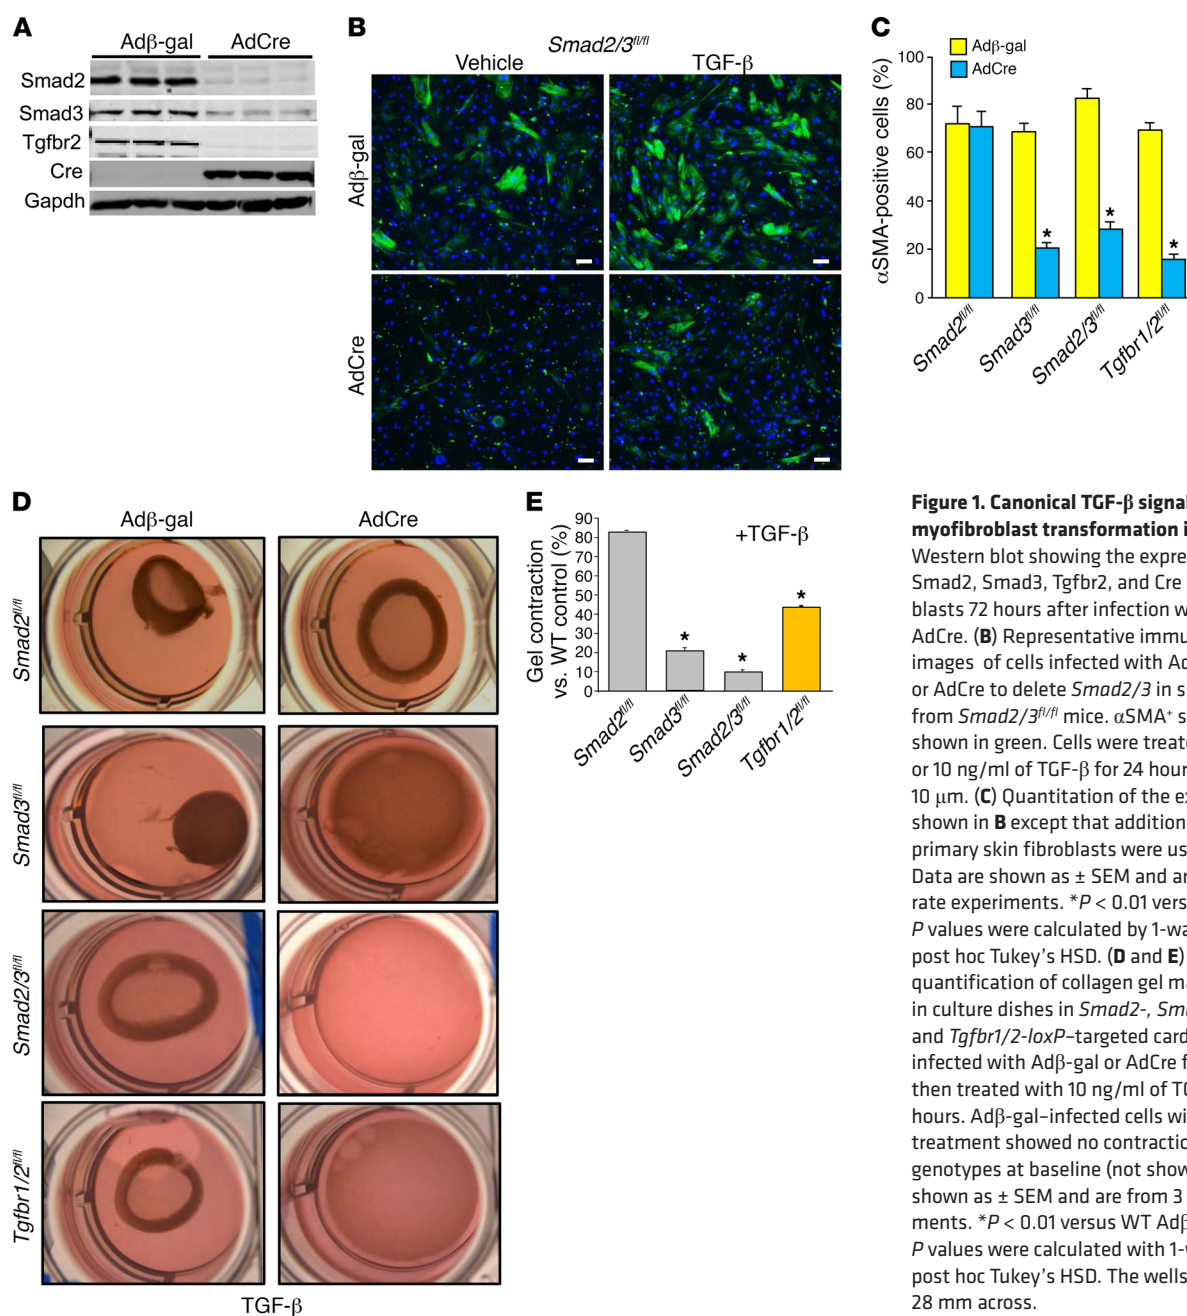 A
Adβ-gal AdCre
Smad2
Smad3
Tgfbr2
Cre
Gapdh
B
Smad2/3fl/fl
Vehicle TGF-β
Adβ-gal
AdCre
C
Adβ-gal
AdCre
αSMA-positive cells (%)
100
80
60
40
20
0
* * *
Smad2fl/fl Smad3fl/fl Smad2/3fl/fl Tgfbr1/2fl/fl
D
Adβ-gal AdCre
Smad2fl/fl
Smad3fl/fl
Smad2/3fl/fl
Tgfbr1/2fl/fl
TGF-β
E
Gel contraction
vs. WT control (%)
90
80
70
60
50
40
30
20
10
0
+TGF-β
* * *
Smad2fl/fl Smad3fl/fl Smad2/3fl/fl Tgfbr1/2fl/fl
Figure 1. Canonical TGF-β signal
myofibroblast transformation i
Western blot showing the expre
Smad2, Smad3, Tgfbr2, and Cre
blasts 72 hours after infection w
AdCre. (B) Representative immu
images of cells infected with Ad
or AdCre to delete Smad2/3 in s
from Smad2/3fl/fl mice. αSMA+ s
shown in green. Cells were treate
or 10 ng/ml of TGF-β for 24 hour
10 μm. (C) Quantitation of the ex
shown in B except that addition
primary skin fibroblasts were us
Data are shown as ± SEM and ar
rate experiments. *P < 0.01 vers
P values were calculated by 1-wa
post hoc Tukey's HSD. (D and E)
quantification of collagen gel ma
in culture dishes in Smad2-, Sma
and Tgfbr1/2-loxP–targeted card
infected with Adβ-gal or AdCre f
then treated with 10 ng/ml of TG
hours. Adβ-gal–infected cells wi
treatment showed no contractio
genotypes at baseline (not show
shown as ± SEM and are from 3
ments. *P < 0.01 versus WT Adβ
P values were calculated with 1-w
post hoc Tukey's HSD. The wells
28 mm across.